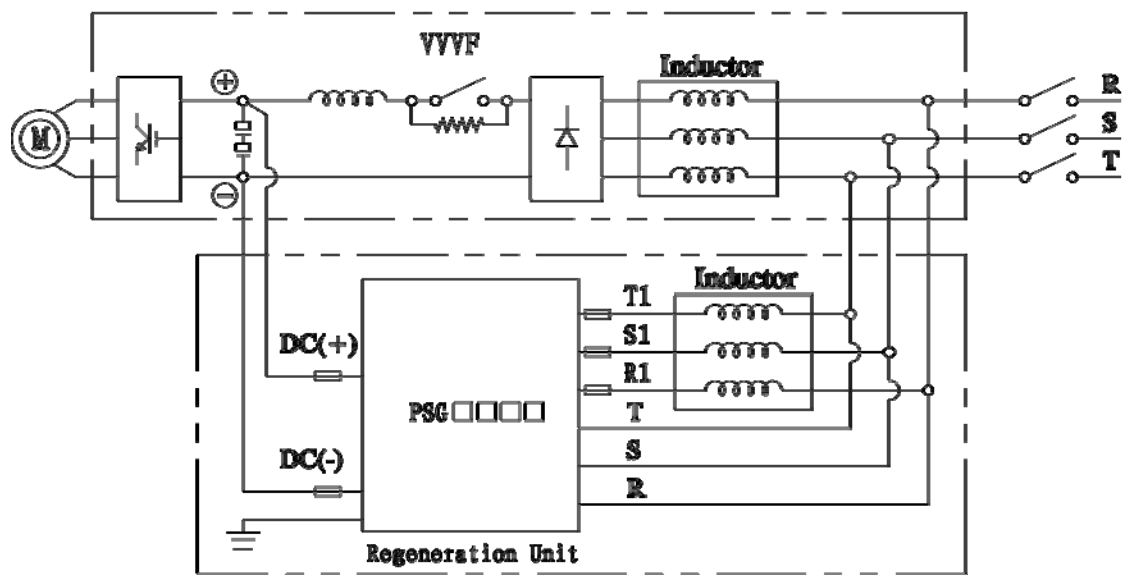 VVVF
Inductor
R
S
T
M
⊕
⊖
Inductor
T1
S1
R1
T
S
R
DC(+)
DC(-)
PSG□□□□
Regeneration Unit